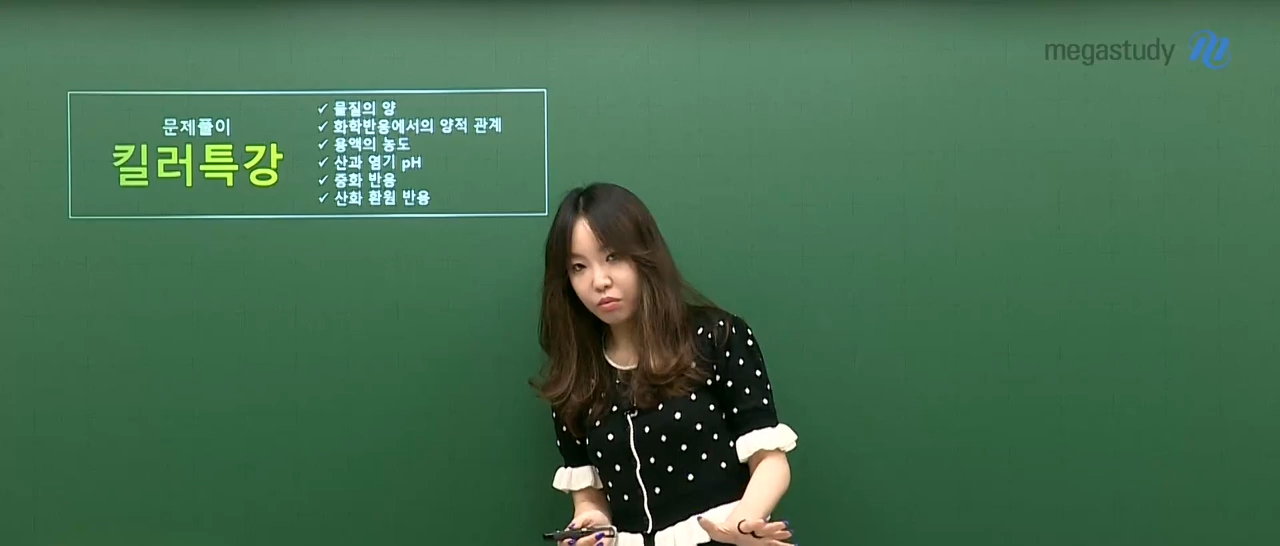 megastudy
문제풀이
킬러특강
✓ 물질의 양
✓ 화학반응에서의 양적 관계
✓ 용액의 농도
✓ 산과 염기 pH
✓ 중화 반응
✓ 산화 환원 반응